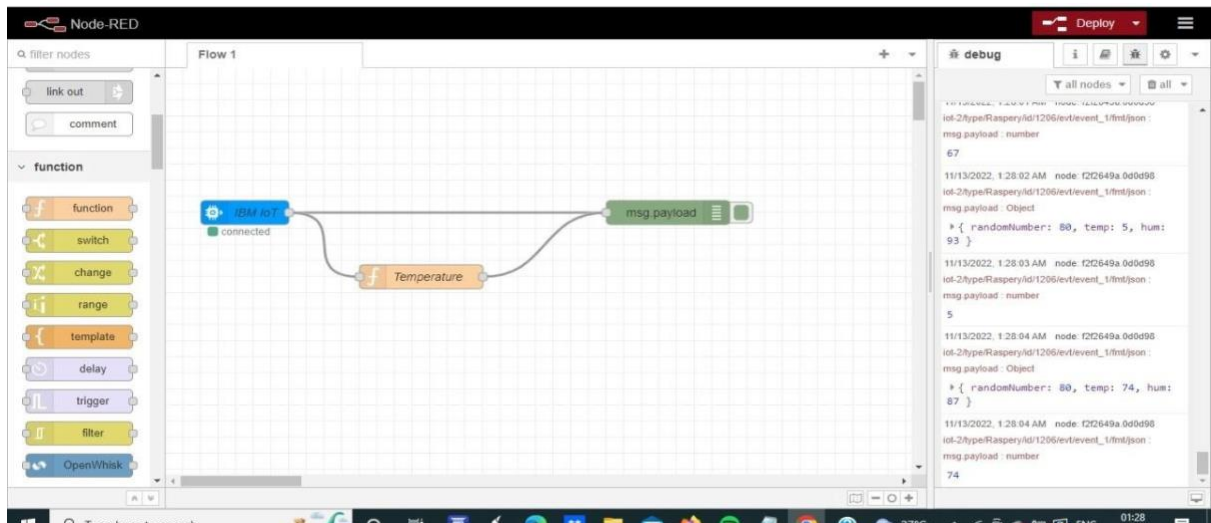 Node-RED
Deploy
filter nodes
Flow 1
debug
i
all nodes
all
link out
comment
function
function
switch
change
range
template
delay
trigger
filter
OpenWhisk
IBM IoT
connected
Temperature
msg.payload
iot-2/type/Raspery/id/1206/evt/event_1/fmt/json :
msg.payload : number
67
11/13/2022, 1:28:02 AM node: f2f2649a.0d0d98
iot-2/type/Raspery/id/1206/evt/event_1/fmt/json :
msg.payload : Object
{ randomNumber: 80, temp: 5, hum:
93 }
11/13/2022, 1:28:03 AM node: f2f2649a.0d0d98
iot-2/type/Raspery/id/1206/evt/event_1/fmt/json :
msg.payload : number
5
11/13/2022, 1:28:04 AM node: f2f2649a.0d0d98
iot-2/type/Raspery/id/1206/evt/event_1/fmt/json :
msg.payload : Object
{ randomNumber: 80, temp: 74, hum:
87 }
11/13/2022, 1:28:04 AM node: f2f2649a.0d0d98
iot-2/type/Raspery/id/1206/evt/event_1/fmt/json :
msg.payload : number
74
01:28